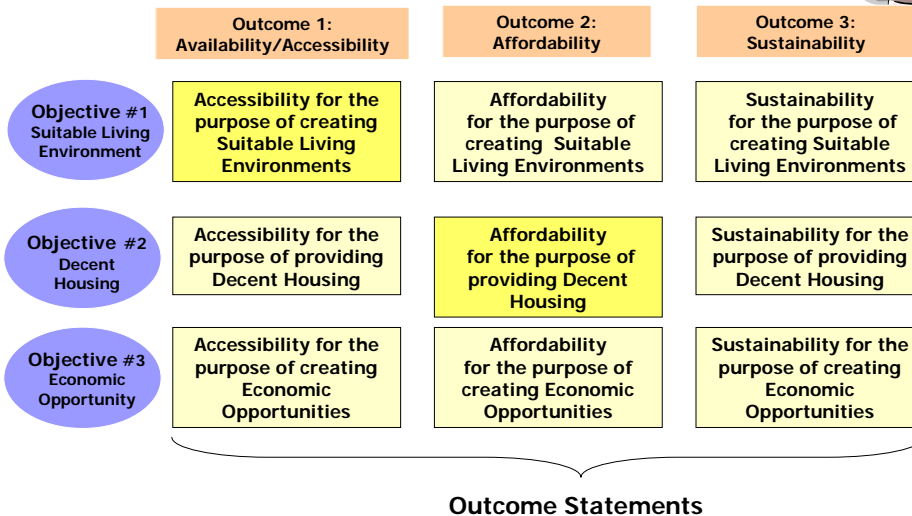 Outcome 1:
Availability/Accessibility
Outcome 2:
Affordability
Outcome 3:
Sustainability
Objective #1
Suitable Living
Environment
Accessibility for the
purpose of creating
Suitable Living
Environments
Affordability
for the purpose of
creating Suitable
Living Environments
Sustainability
for the purpose of
creating Suitable
Living Environments
Objective #2
Decent
Housing
Accessibility for the
purpose of providing
Decent Housing
Affordability
for the purpose of
providing Decent
Housing
Sustainability for the
purpose of providing
Decent Housing
Objective #3
Economic
Opportunity
Accessibility for the
purpose of creating
Economic
Opportunities
Affordability
for the purpose of
creating Economic
Opportunities
Sustainability for the
purpose of creating
Economic
Opportunities
Outcome Statements